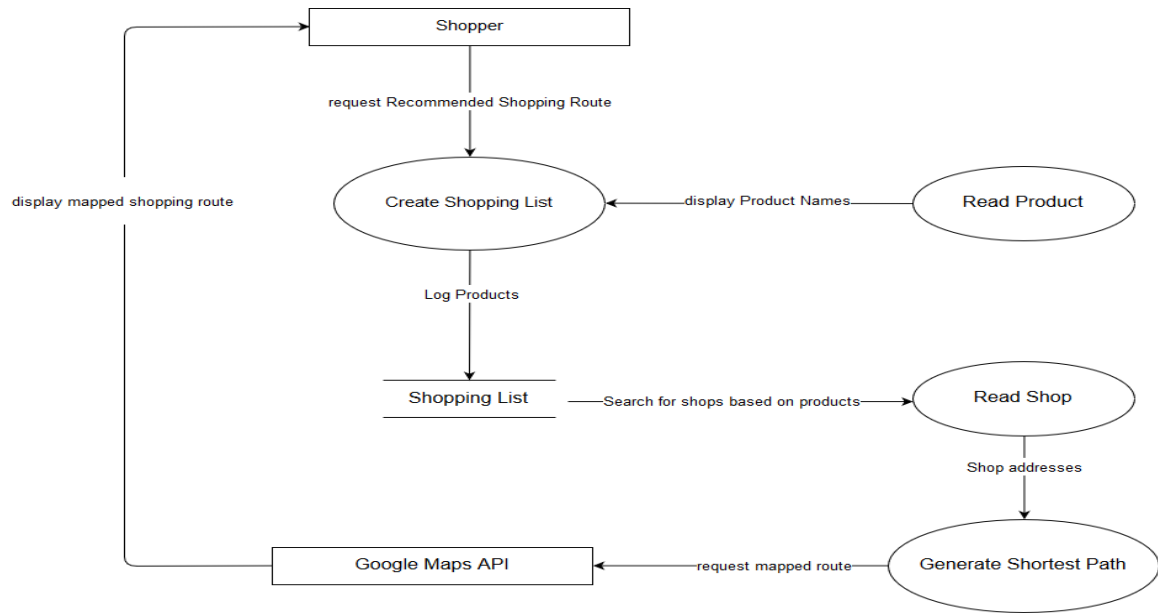 Shopper
request Recommended Shopping Route
display mapped shopping route
Create Shopping List
display Product Names
Read Product
Log Products
Shopping List
Search for shops based on products
Read Shop
Shop addresses
Google Maps API
request mapped route
Generate Shortest Path